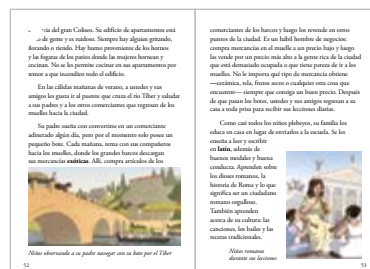 cia del gran Coliseo. Su edificio de apartamentos está
de gente y es ruidoso. Siempre hay alguien gritando,
llorando o riendo. Hay humo proveniente de los hornos
y las fogatas de los patios donde las mujeres hornean y
cocinan. No se les permite cocinar en sus apartamentos por
temor a que incendien todo el edificio.
En las cálidas mañanas de verano, a ustedes y sus
amigos les gusta ir al puente que cruza el río Tíber y saludar
a sus padres y a los otros comerciantes que regresan de los
muelles hacia la ciudad.
Su padre sueña con convertirse en un comerciante
adinerado algún día, pero por el momento solo posee un
pequeño bote. Cada mañana, rema con sus compañeros
hacia los muelles, donde los grandes barcos descargan
sus mercancías exóticas. Allí, compra artículos de los
Niños observando a su padre navegar con su bote por el Tíber
52
comerciantes de los barcos y luego los revende en otros
puntos de la ciudad. Es un hábil hombre de negocios:
compra mercancías en el muelle a un precio bajo y luego
las vende por un precio más alto a la gente rica de la ciudad
que está demasiado ocupada o que tiene pereza de ir a los
muelles. No le importa qué tipo de mercancía obtiene
—cerámica, tela, frutos secos o cualquier otra cosa que
encuentre— siempre que consiga un buen precio. Después
de que pasan los botes, ustedes y sus amigos regresan a su
casa a toda prisa para recibir sus lecciones diarias.
Como casi todos los niños plebeyos, su familia los
educa en casa en lugar de enviarlos a la escuela. Se les
enseña a leer y escribir
en latín, además de
buenos modales y buena
conducta. Aprenden sobre
los dioses romanos, la
historia de Roma y lo que
significa ser un ciudadano
romano orgulloso.
También aprenden
acerca de su cultura: las
canciones, los bailes y las
recetas tradicionales.
Niños romanos
durante sus lecciones
53